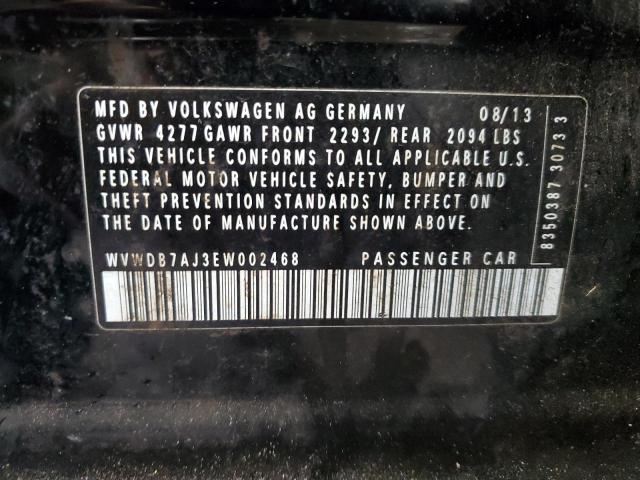 MFD BY VOLKSWAGEN AG GERMANY 08/13
GVWR 4277 GAWR FRONT 2293/ REAR 2094 LBS
THIS VEHICLE CONFORMS TO ALL APPLICABLE U.S.
FEDERAL MOTOR VEHICLE SAFETY, BUMPER AND
THEFT PREVENTION STANDARDS IN EFFECT ON
THE DATE OF MANUFACTURE SHOWN ABOVE.
WVWDB7AJ3EW002468 PASSENGER CAR
8350387 3073 3